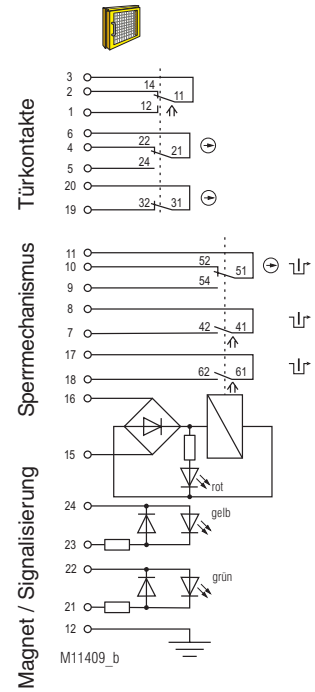 Türkontakte
3
2 14
11
1 12
6
4 22
21
5 24
20
19 32 31
Sperrmechanismus
11
10 52
51
9 54
8
7 42 41
17
18 62 61
Magnet / Signalisierung
16
15
rot
24
gelb
23
22
grün
21
12
M11409_b